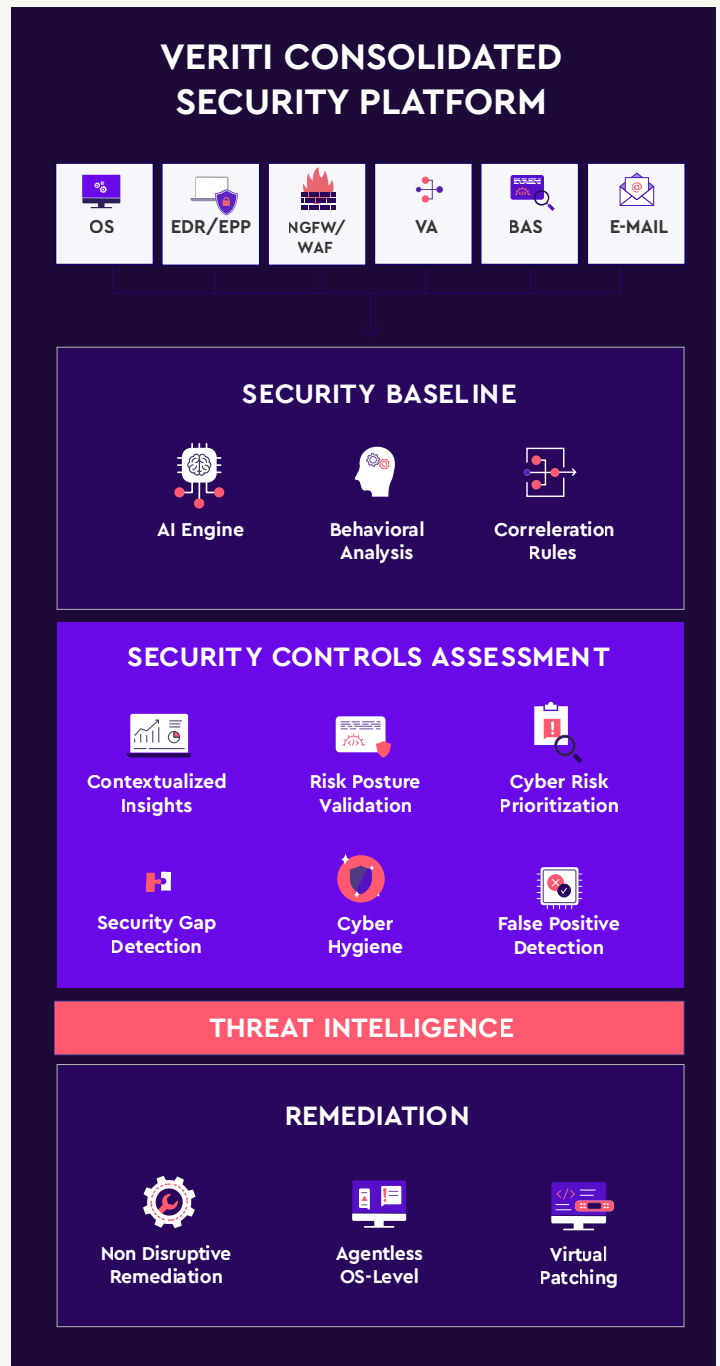 VERITI CONSOLIDATED
SECURITY PLATFORM
OS
EDR/EPP
NGFW/
WAF
VA
BAS
E-MAIL
SECURITY BASELINE
AI Engine
Behavioral
Analysis
Correleration
Rules
SECURITY CONTROLS ASSESSMENT
Contextualized
Insights
Risk Posture
Validation
Cyber Risk
Prioritization
Security Gap
Detection
Cyber
Hygiene
False Positive
Detection
THREAT INTELLIGENCE
REMEDIATION
Non Disruptive
Remediation
Agentless
OS-Level
Virtual
Patching